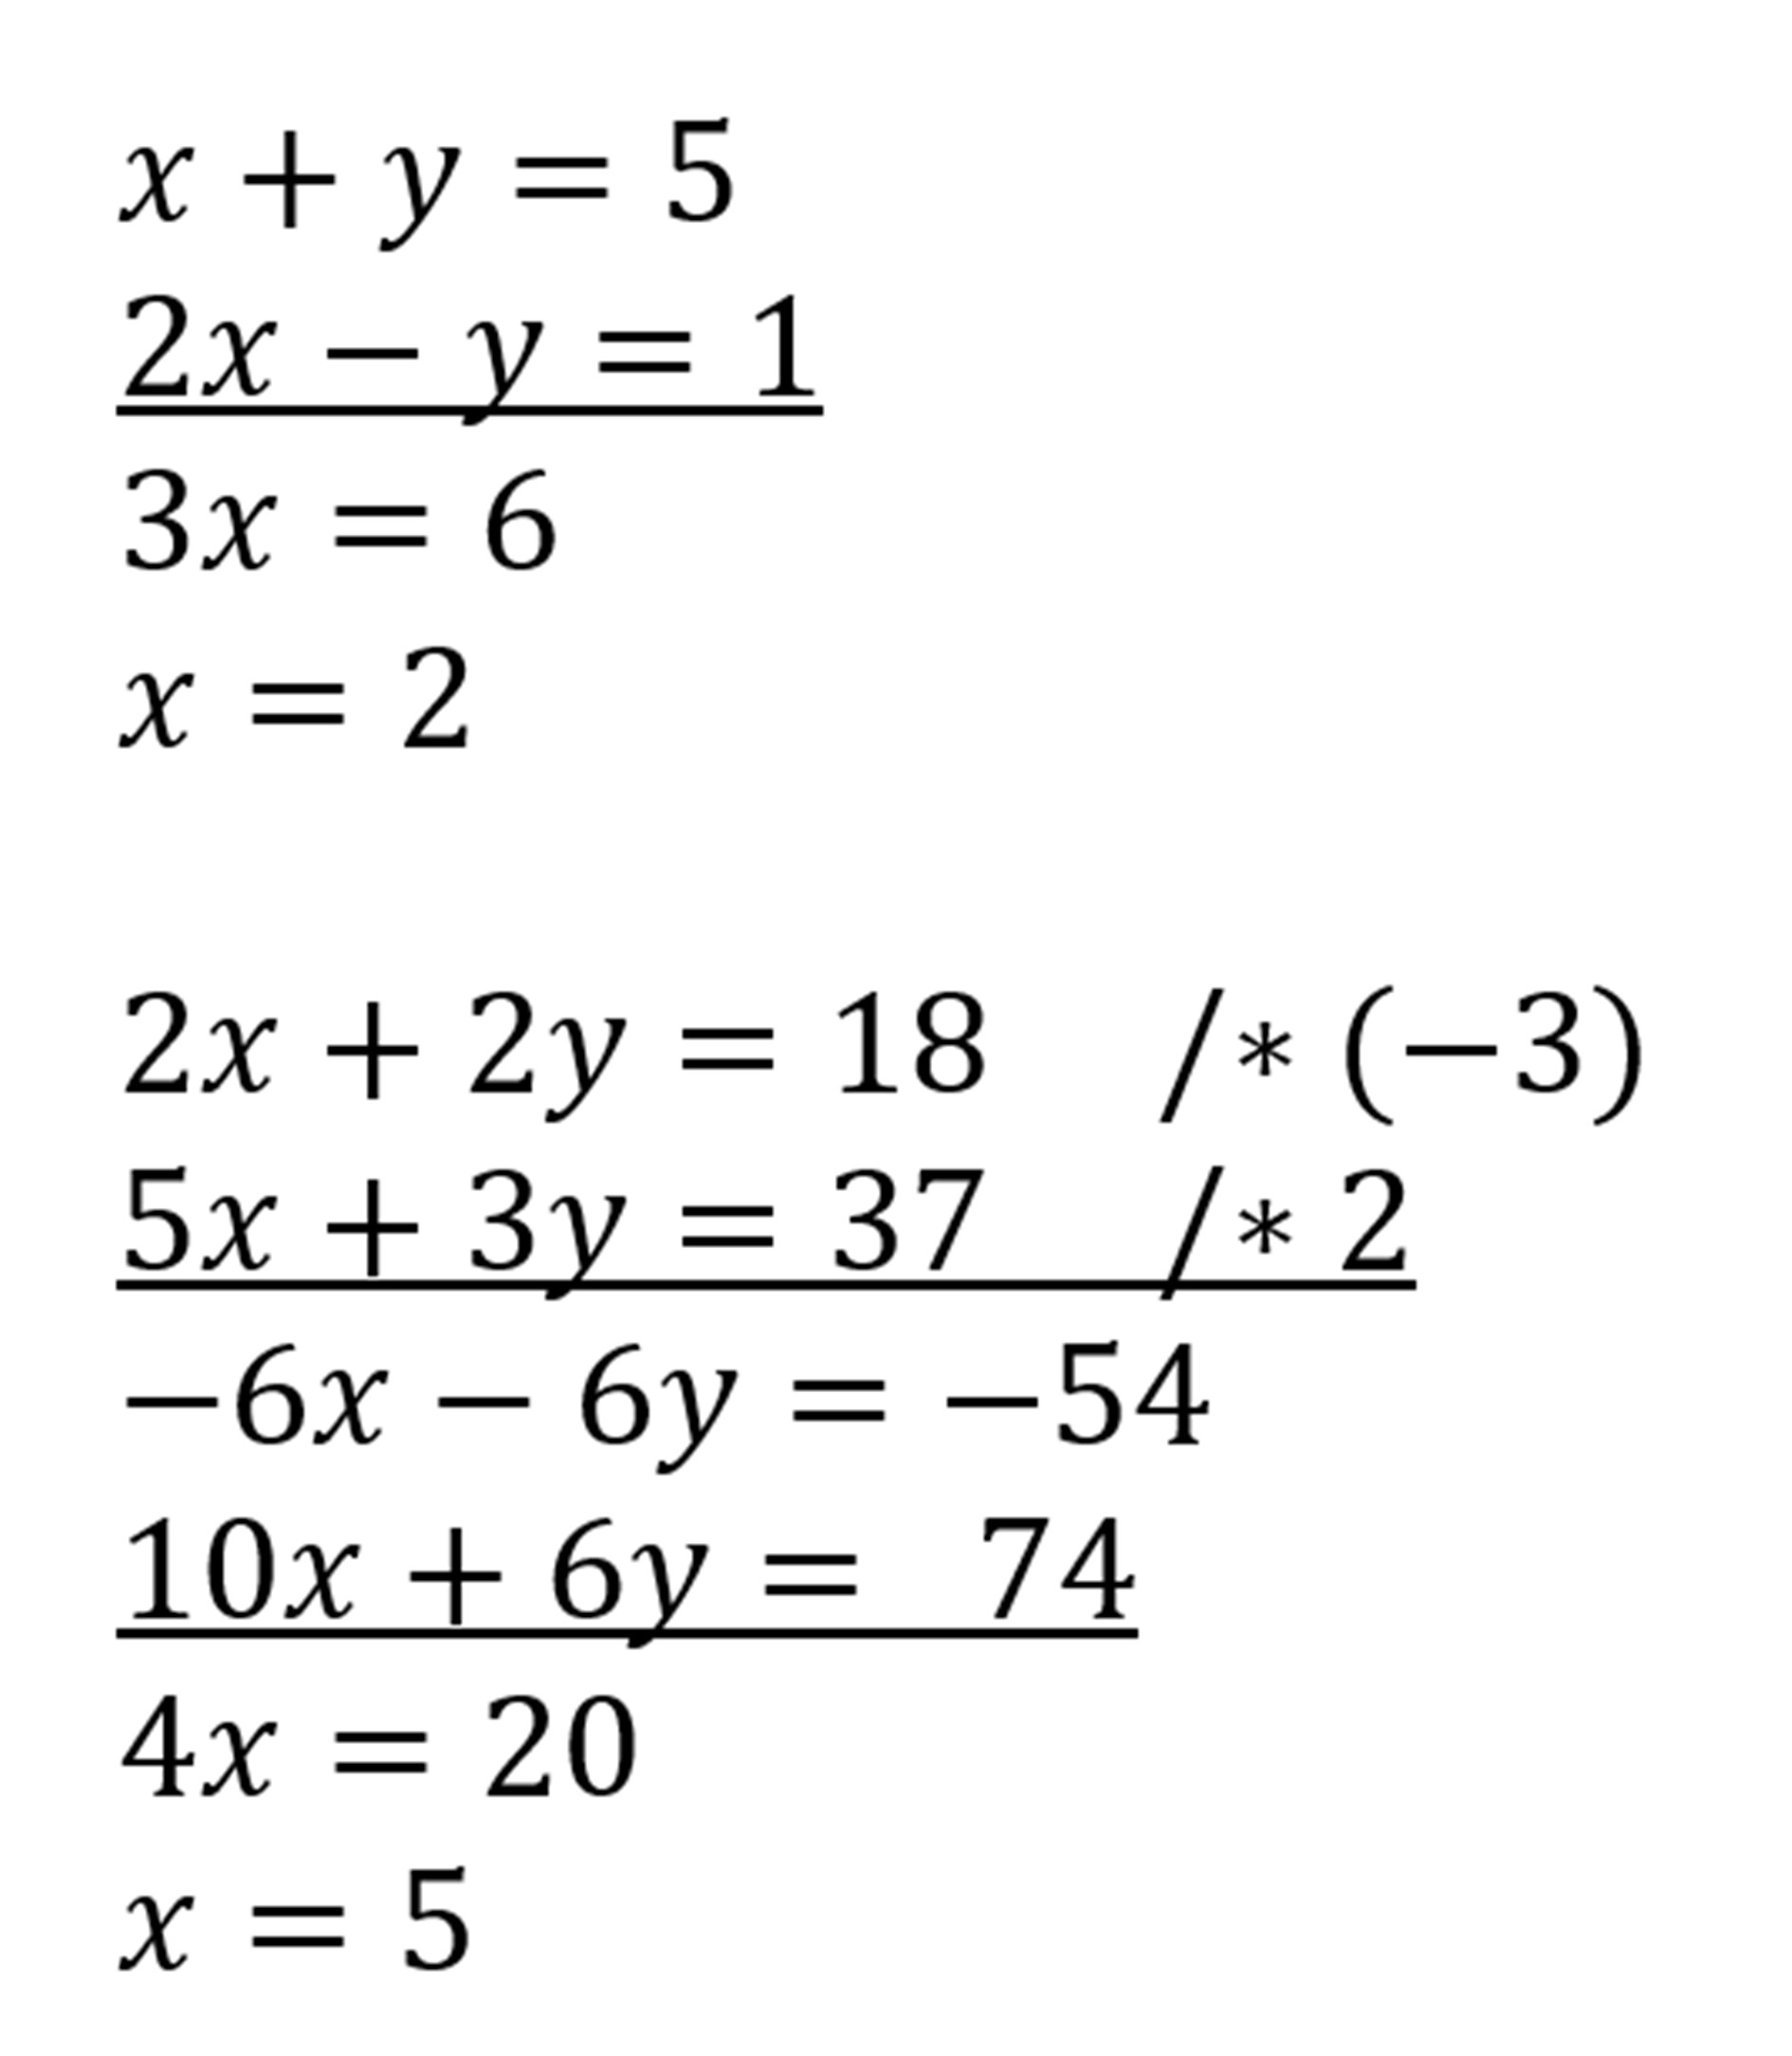 x + y = 5
2x − y = 1
3x = 6
x = 2
2x + 2y = 18 /∗ (−3)
5x + 3y = 37 /∗ 2
−6x − 6y = −54
10x + 6y = 74
4x = 20
x = 5